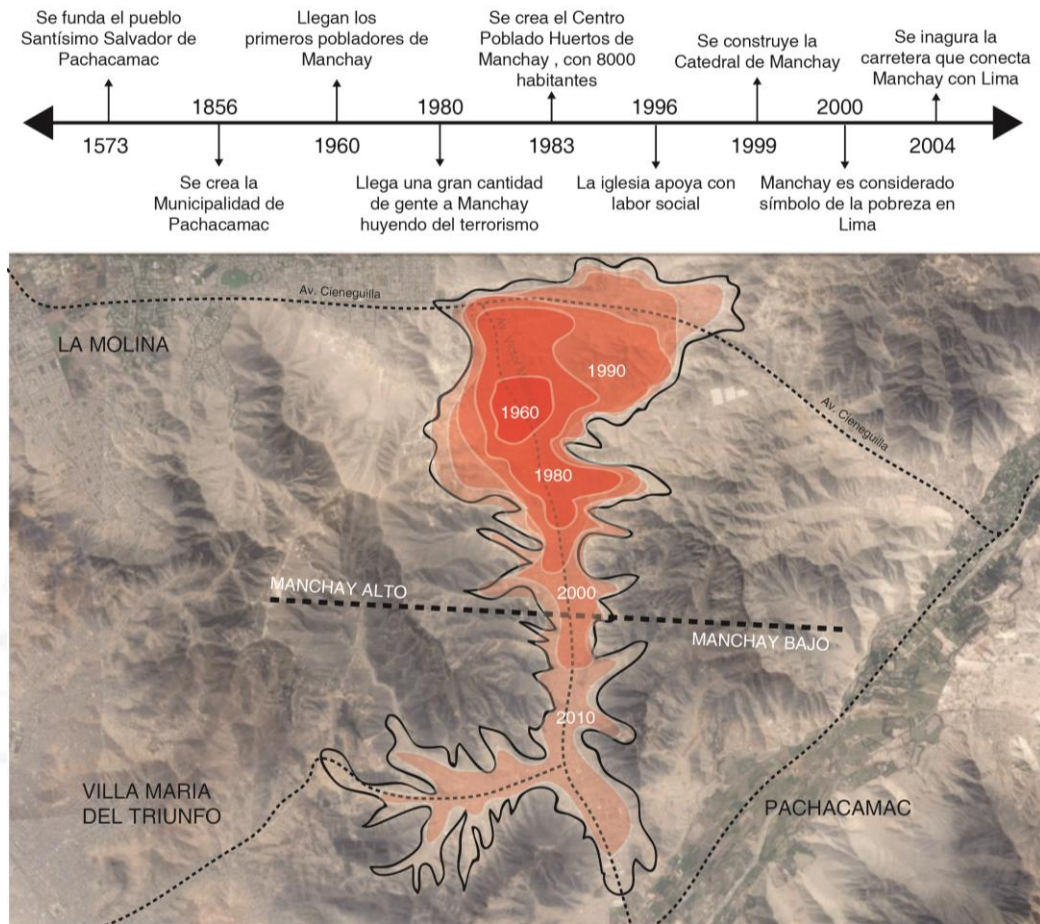 Se funda el pueblo
Santísimo Salvador de
Pachacamac
Llegan los
primeros pobladores de
Manchay
Se crea el Centro
Poblado Huertos de
Manchay , con 8000
habitantes
Se construye la
Catedral de Manchay
Se inagura la
carretera que conecta
Manchay con Lima
1856
1980
1996
2000
1573
1960
1983
1999
2004
Se crea la
Municipalidad de
Pachacamac
Llega una gran cantidad
de gente a Manchay
huyendo del terrorismo
La iglesia apoya con
labor social
Manchay es considerado
símbolo de la pobreza en
Lima
Av. Cieneguilla
LA MOLINA
Av. Victor
1990
1960
Av. Cieneguilla
1980
MANCHAY ALTO
2000
MANCHAY BAJO
2010
VILLA MARIA
DEL TRIUNFO
PACHACAMAC